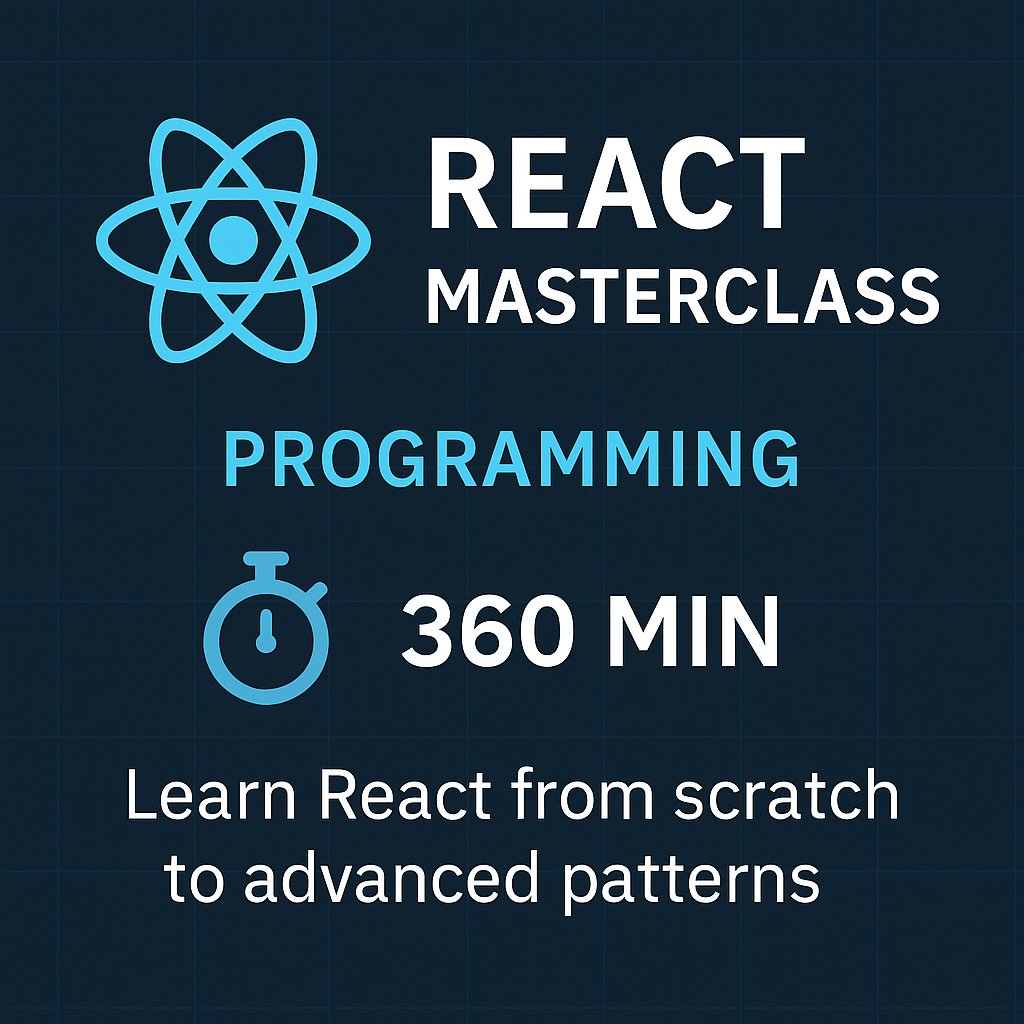 REACT
MASTERCLASS
PROGRAMMING
360 MIN
Learn React from scratch
to advanced patterns